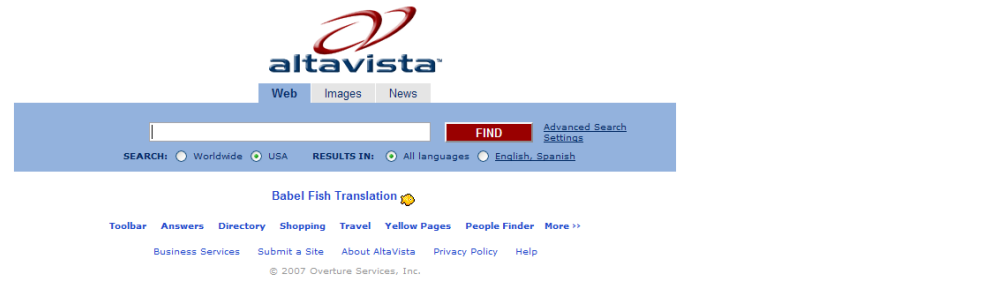 altavista™
Web Images News
FIND
Advanced Search
Settings
SEARCH: Worldwide USA RESULTS IN: All languages English, Spanish
Babel Fish Translation
Toolbar Answers Directory Shopping Travel Yellow Pages People Finder More >>
Business Services Submit a Site About AltaVista Privacy Policy Help
© 2007 Overture Services, Inc.